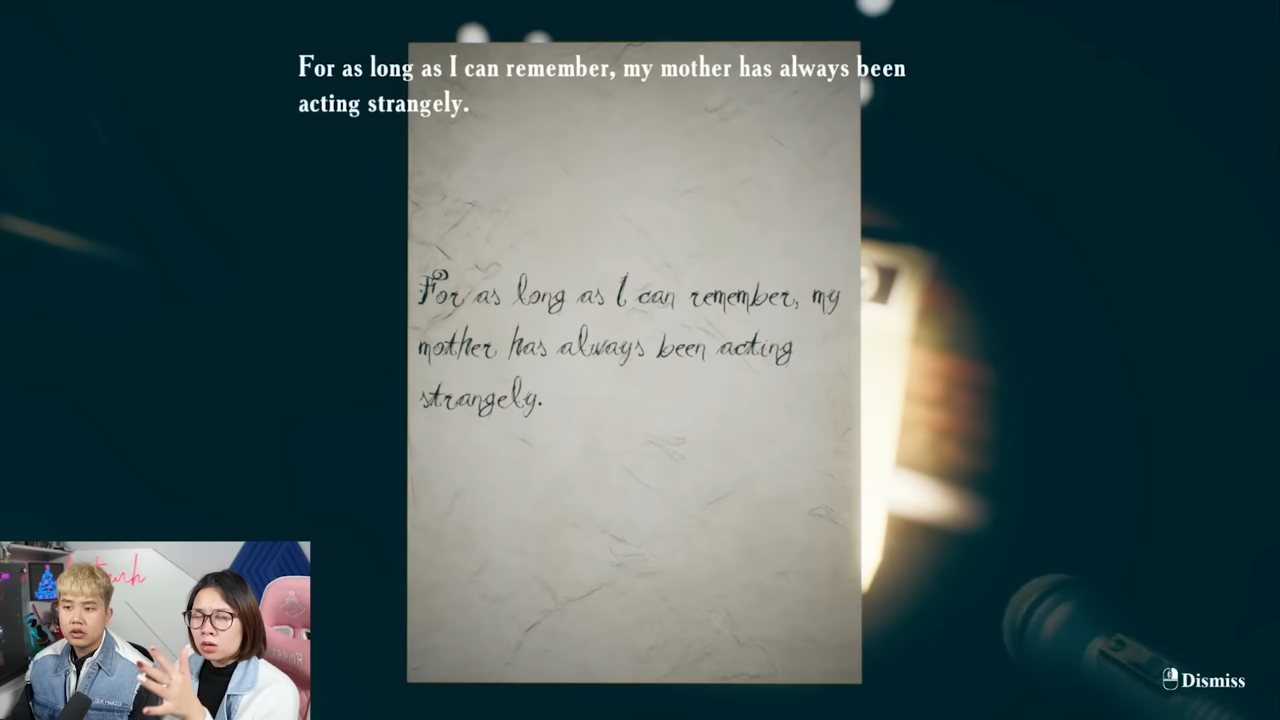 For as long as I can remember, my mother has always been
acting strangely.
For as long as I can remember, my
mother has always been acting
strangely.
Dismiss